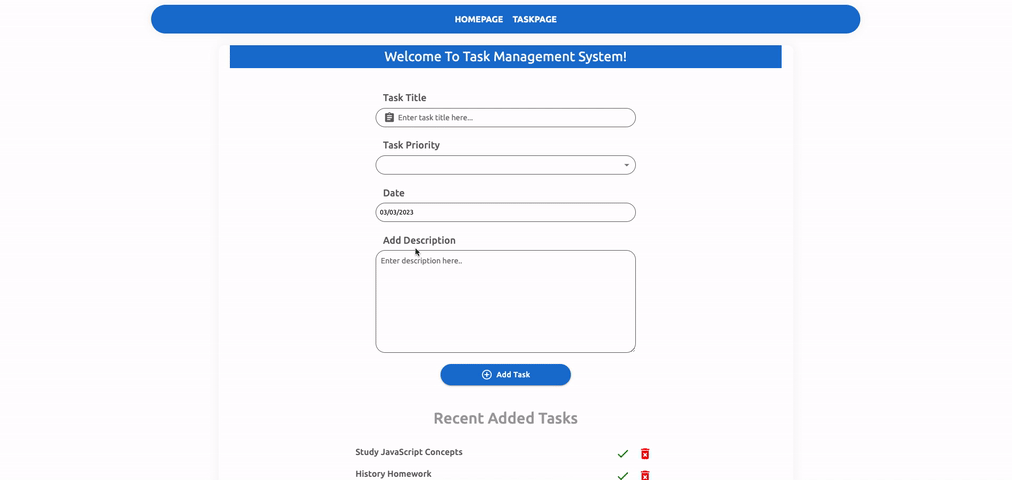 HOMEPAGE TASKPAGE
Welcome To Task Management System!
Task Title
Enter task title here...
Task Priority
Date
03/03/2023
Add Description
Enter description here..
Add Task
Recent Added Tasks
Study JavaScript Concepts
History Homework